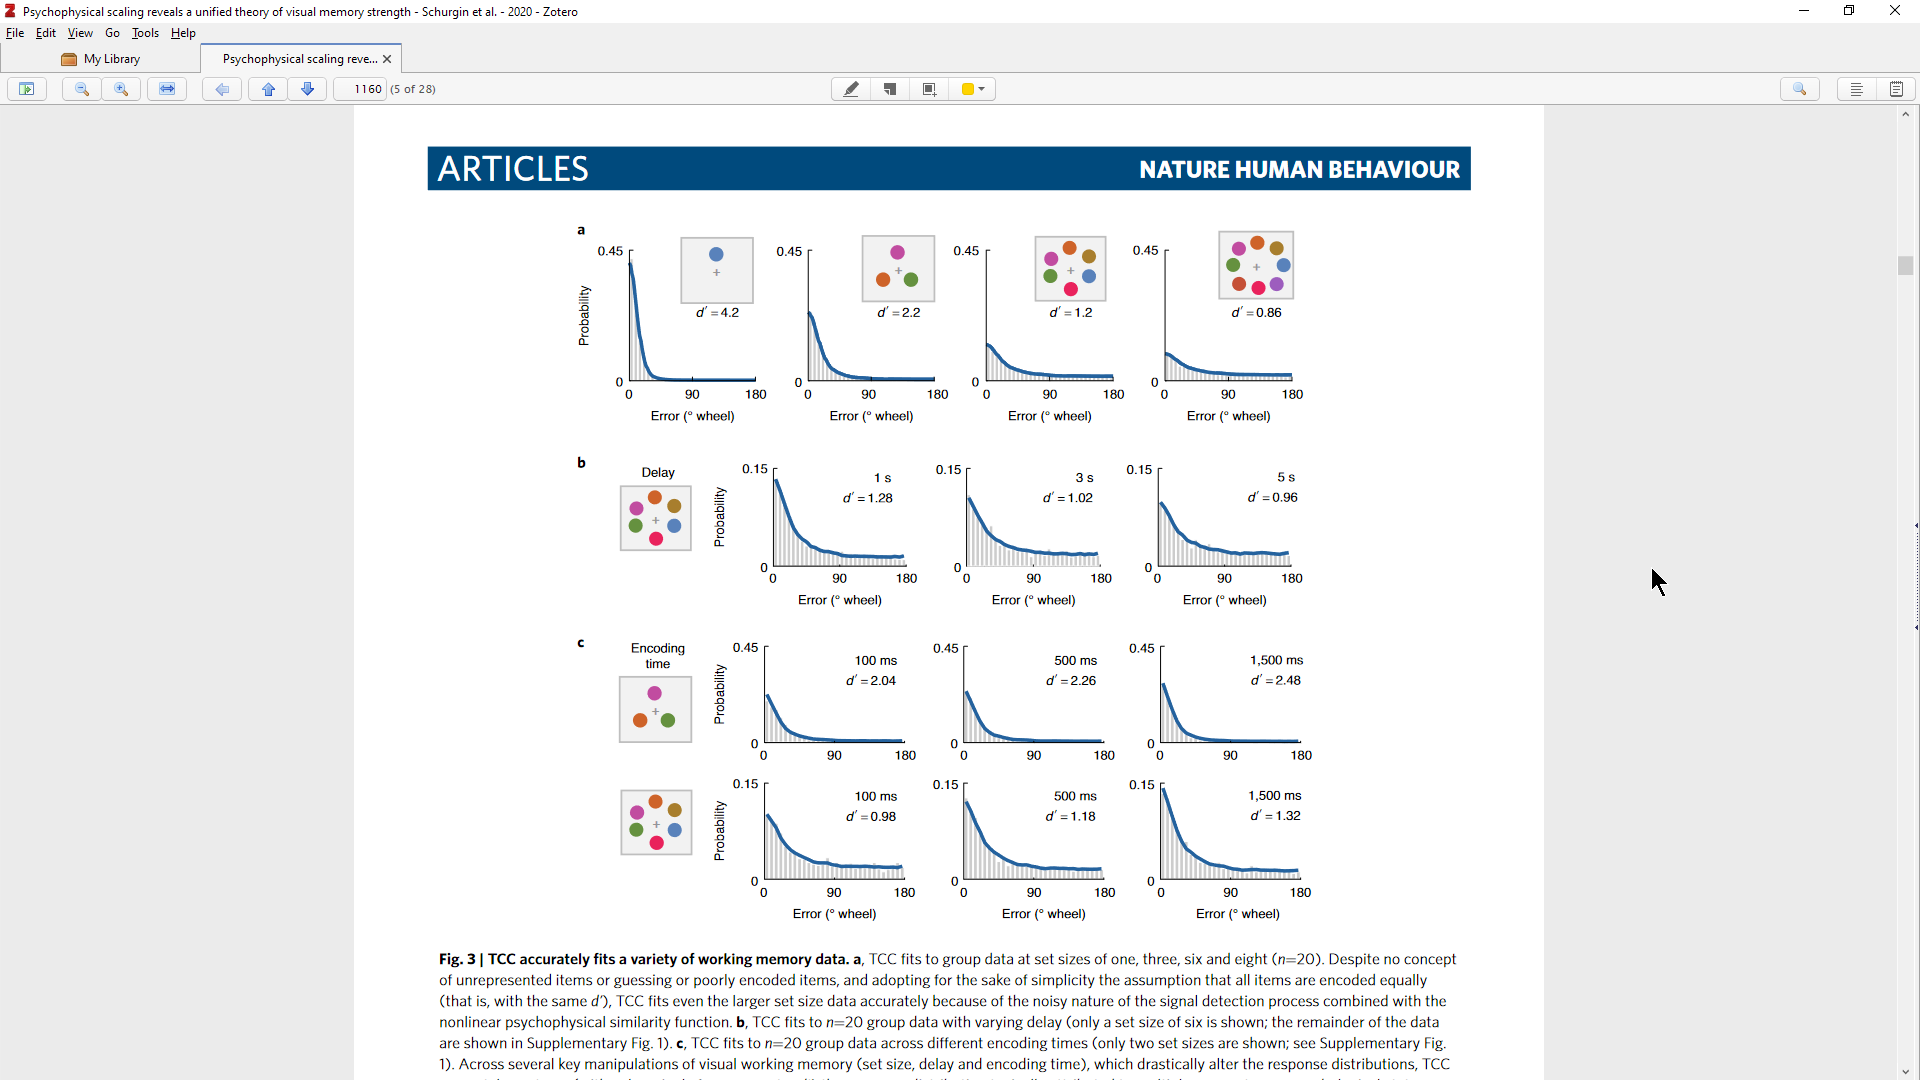 Psychophysical scaling reveals a unified theory of visual memory strength - Schurgin et al. - 2020 - Zotero
File Edit View Go Tools Help
My Library
Psychophysical scaling reve...
1160 (5 of 28)
ARTICLES
NATURE HUMAN BEHAVIOUR
a
0.45 0.45 0.45 0.45
Probability
d′ = 4.2 d′ = 2.2 d′ = 1.2 d′ = 0.86
0 0 0 0
0 90 180 0 90 180 0 90 180 0 90 180
Error (° wheel) Error (° wheel) Error (° wheel) Error (° wheel)
b
Delay
0.15 0.15 0.15
1 s 3 s 5 s
d′ = 1.28 d′ = 1.02 d′ = 0.96
Probability
0 0 0
0 90 180 0 90 180 0 90 180
Error (° wheel) Error (° wheel) Error (° wheel)
c
Encoding
time
0.45 0.45 0.45
100 ms 500 ms 1,500 ms
d′ = 2.04 d′ = 2.26 d′ = 2.48
Probability
0 0 0
0 90 180 0 90 180 0 90 180
0.15 0.15 0.15
100 ms 500 ms 1,500 ms
d′ = 0.98 d′ = 1.18 d′ = 1.32
Probability
0 0 0
0 90 180 0 90 180 0 90 180
Error (° wheel) Error (° wheel) Error (° wheel)
Fig. 3 | TCC accurately fits a variety of working memory data. a, TCC fits to group data at set sizes of one, three, six and eight (n=20). Despite no concept
of unrepresented items or guessing or poorly encoded items, and adopting for the sake of simplicity the assumption that all items are encoded equally
(that is, with the same d′), TCC fits even the larger set size data accurately because of the noisy nature of the signal detection process combined with the
nonlinear psychophysical similarity function. b, TCC fits to n=20 group data with varying delay (only a set size of six is shown; the remainder of the data
are shown in Supplementary Fig. 1). c, TCC fits to n=20 group data across different encoding times (only two set sizes are shown; see Supplementary Fig.
1). Across several key manipulations of visual working memory (set size, delay and encoding time), which drastically alter the response distributions, TCC